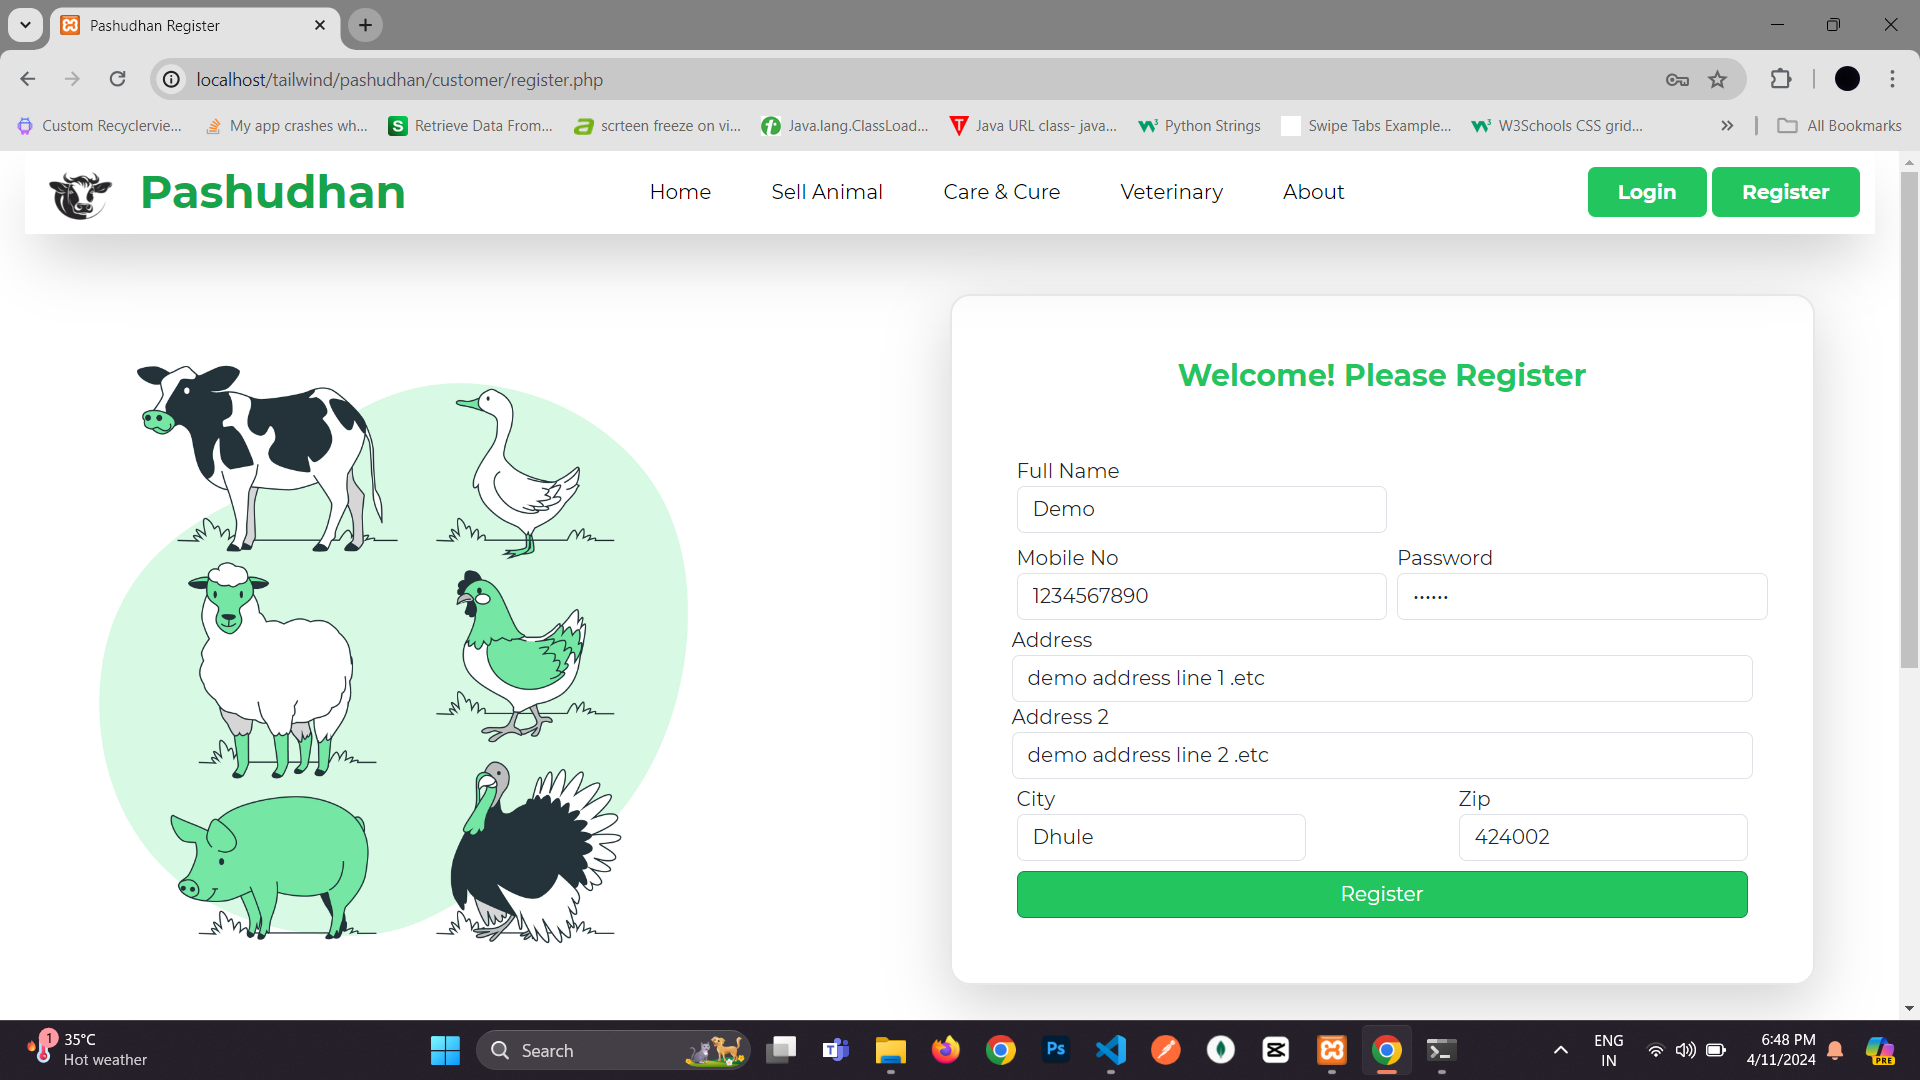 Pashudhan Register
localhost/tailwind/pashudhan/customer/register.php
Custom Recyclervie...
My app crashes wh...
S
Retrieve Data From...
scrteen freeze on vi...
Java.lang.ClassLoad...
Java URL class- java...
Python Strings
Swipe Tabs Example...
W3Schools CSS grid...
All Bookmarks
Pashudhan
Home
Sell Animal
Care & Cure
Veterinary
About
Login
Register
Welcome! Please Register
Full Name
Demo
Mobile No
Password
1234567890
••••••
Address
demo address line 1 .etc
Address 2
demo address line 2 .etc
City
Zip
Dhule
424002
Register
1
35°C
Hot weather
Search
Ps
PRE
ENG
IN
6:48 PM
4/11/2024